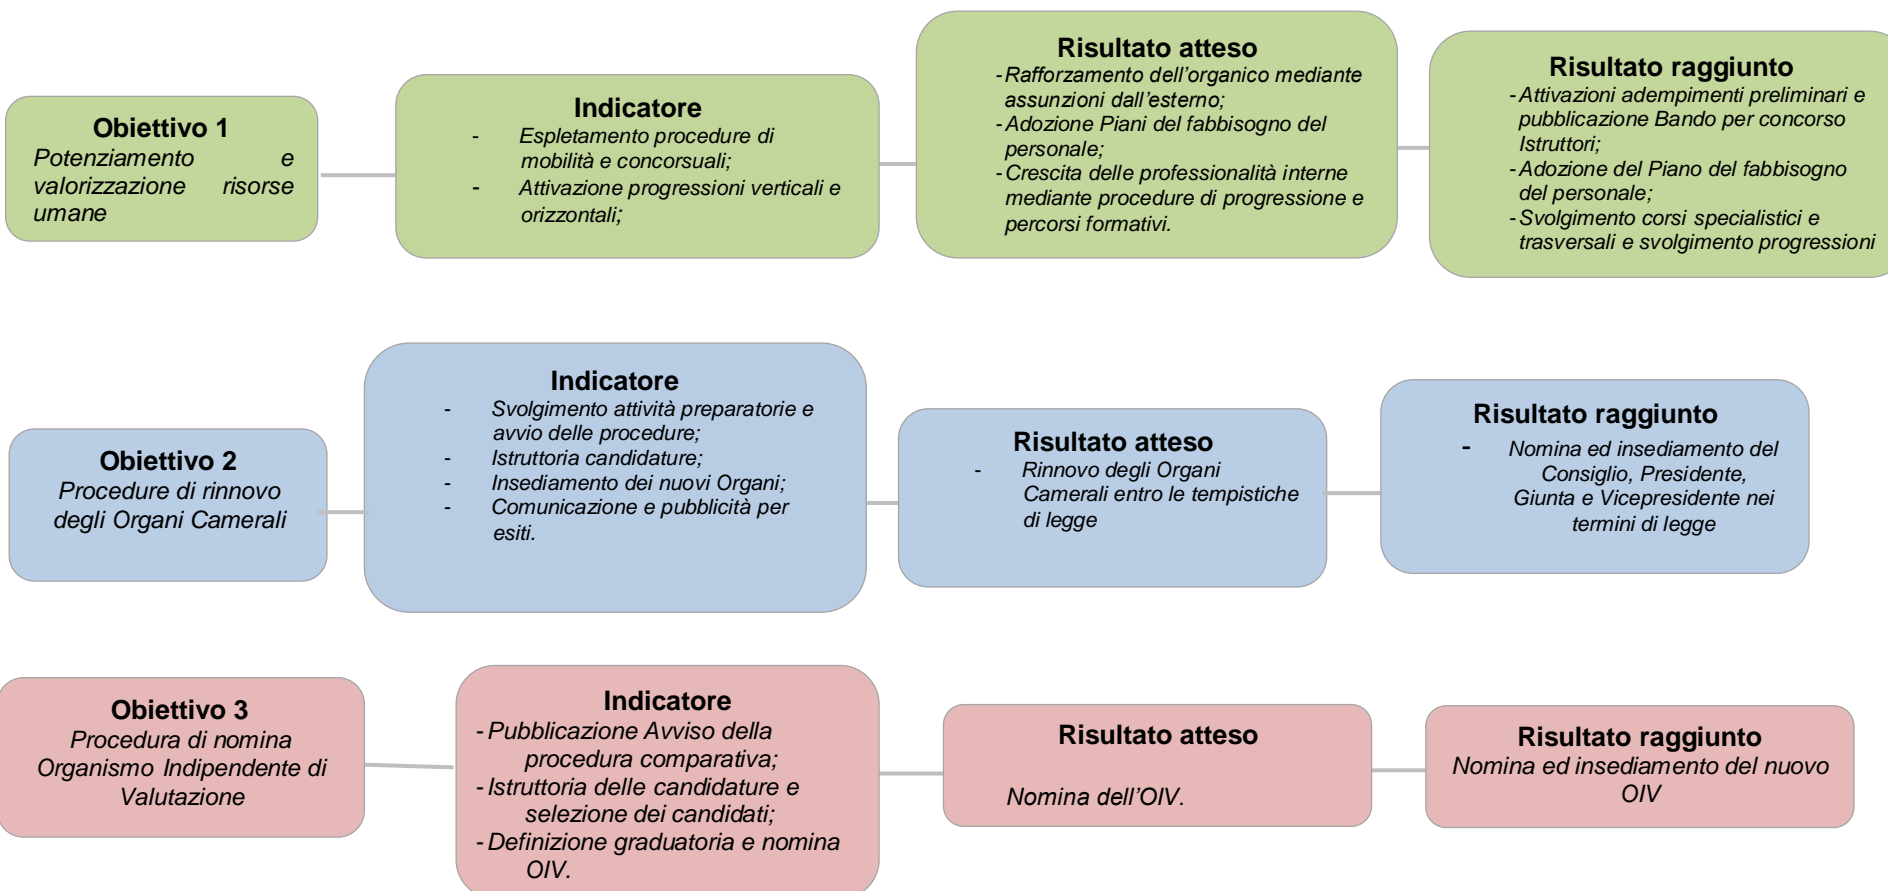 Obiettivo 1
Potenziamento e
valorizzazione risorse
umane
Indicatore
- Espletamento procedure di
mobilità e concorsuali;
- Attivazione progressioni verticali e
orizzontali;
Risultato atteso
- Rafforzamento dell’organico mediante
assunzioni dall’esterno;
- Adozione Piani del fabbisogno del
personale;
- Crescita delle professionalità interne
mediante procedure di progressione e
percorsi formativi.
Risultato raggiunto
- Attivazioni adempimenti preliminari e
pubblicazione Bando per concorso
Istruttori;
- Adozione del Piano del fabbisogno
del personale;
- Svolgimento corsi specialistici e
trasversali e svolgimento progressioni
Obiettivo 2
Procedure di rinnovo
degli Organi Camerali
Indicatore
- Svolgimento attività preparatorie e
avvio delle procedure;
- Istruttoria candidature;
- Insediamento dei nuovi Organi;
- Comunicazione e pubblicità per
esiti.
Risultato atteso
- Rinnovo degli Organi
Camerali entro le tempistiche
di legge
Risultato raggiunto
- Nomina ed insediamento del
Consiglio, Presidente,
Giunta e Vicepresidente nei
termini di legge
Obiettivo 3
Procedura di nomina
Organismo Indipendente di
Valutazione
Indicatore
- Pubblicazione Avviso della
procedura comparativa;
- Istruttoria delle candidature e
selezione dei candidati;
- Definizione graduatoria e nomina
OIV.
Risultato atteso
Nomina dell’OIV.
Risultato raggiunto
Nomina ed insediamento del nuovo
OIV